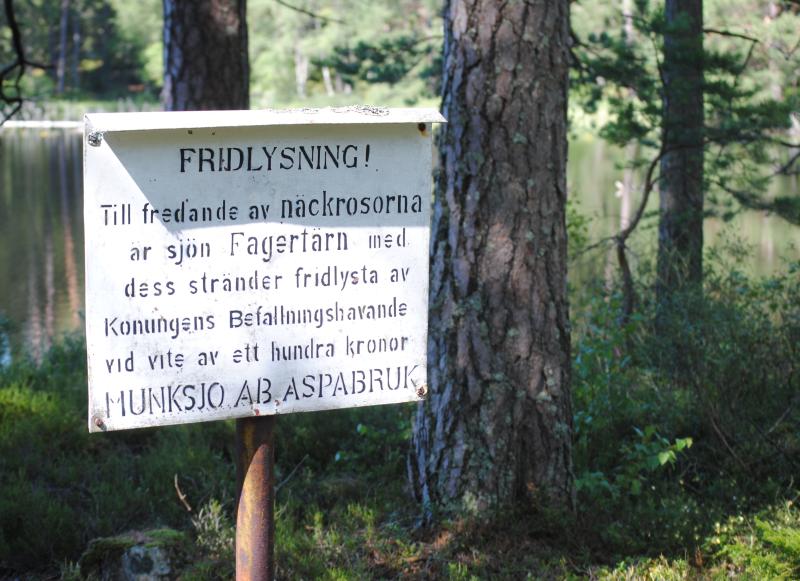 FRIDLYSNING!
Till fredande av näckrosorna
är sjön Fagertärn med
dess stränder fridlysta av
Konungens Befallningshavande
vid vite av ett hundra kronor
MUNKSJO AB ASPABRUK